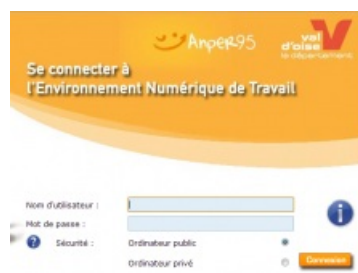 Anper95
val
d'oise
le département
Se connecter à
l'Environnement Numérique de Travail
Nom d'utilisateur :
Mot de passe :
Sécurité :
Ordinateur public
Ordinateur privé
Connexion